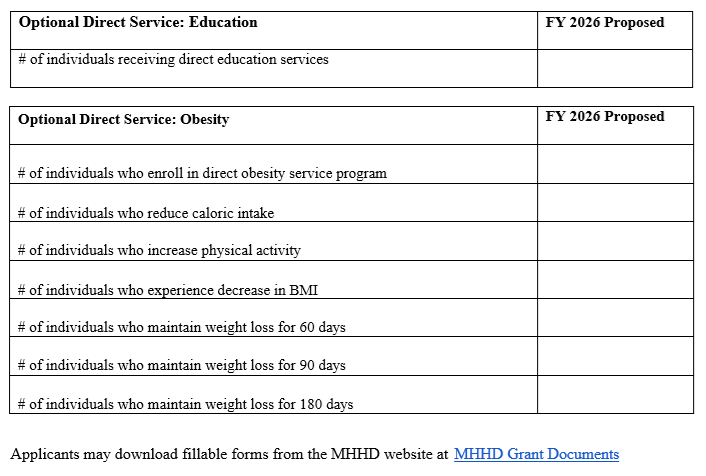 Optional Direct Service: Education FY 2026 Proposed
# of individuals receiving direct education services
Optional Direct Service: Obesity FY 2026 Proposed
# of individuals who enroll in direct obesity service program
# of individuals who reduce caloric intake
# of individuals who increase physical activity
# of individuals who experience decrease in BMI
# of individuals who maintain weight loss for 60 days
# of individuals who maintain weight loss for 90 days
# of individuals who maintain weight loss for 180 days
Applicants may download fillable forms from the MHHD website at MHHD Grant Documents